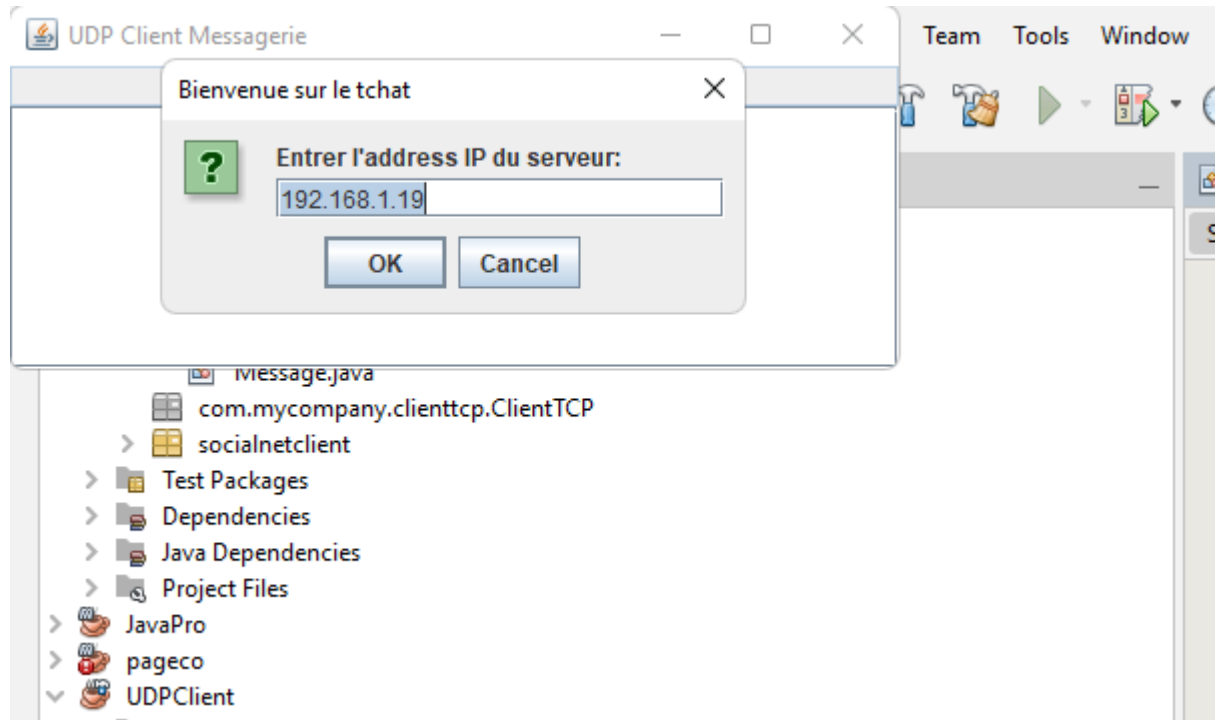 UDP Client Messagerie
Team Tools Window
Bienvenue sur le tchat
Entrer l'address IP du serveur:
192.168.1.19
OK Cancel
Message.java
com.mycompany.clienttcp.ClientTCP
socialnetclient
Test Packages
Dependencies
Java Dependencies
Project Files
JavaPro
pageco
UDPClient